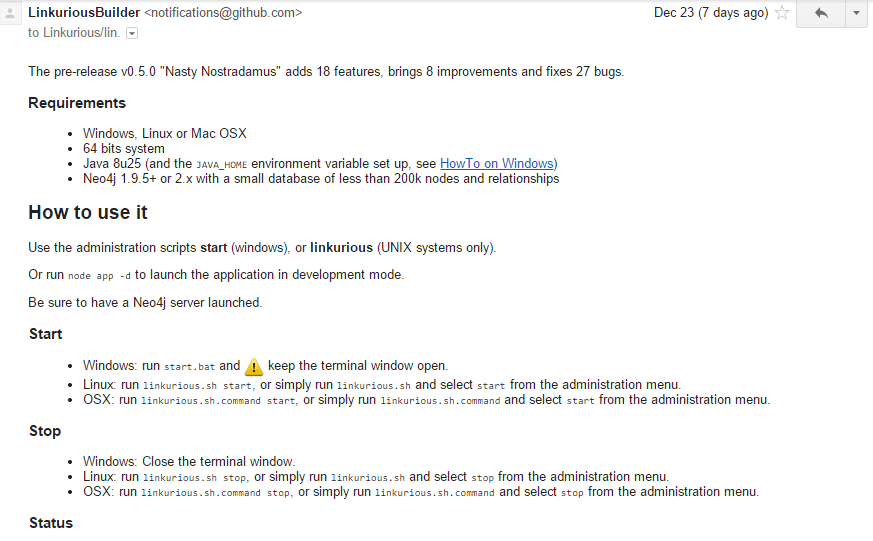 LinkuriousBuilder <notifications@github.com> Dec 23 (7 days ago)
to Linkurious/lin.
The pre-release v0.5.0 "Nasty Nostradamus" adds 18 features, brings 8 improvements and fixes 27 bugs.
Requirements
• Windows, Linux or Mac OSX
• 64 bits system
• Java 8u25 (and the JAVA_HOME environment variable set up, see HowTo on Windows)
• Neo4j 1.9.5+ or 2.x with a small database of less than 200k nodes and relationships
How to use it
Use the administration scripts start (windows), or linkurious (UNIX systems only).
Or run node app -d to launch the application in development mode.
Be sure to have a Neo4j server launched.
Start
• Windows: run start.bat and ⚠ keep the terminal window open.
• Linux: run linkurious.sh start, or simply run linkurious.sh and select start from the administration menu.
• OSX: run linkurious.sh.command start, or simply run linkurious.sh.command and select start from the administration menu.
Stop
• Windows: Close the terminal window.
• Linux: run linkurious.sh stop, or simply run linkurious.sh and select stop from the administration menu.
• OSX: run linkurious.sh.command stop, or simply run linkurious.sh.command and select stop from the administration menu.
Status